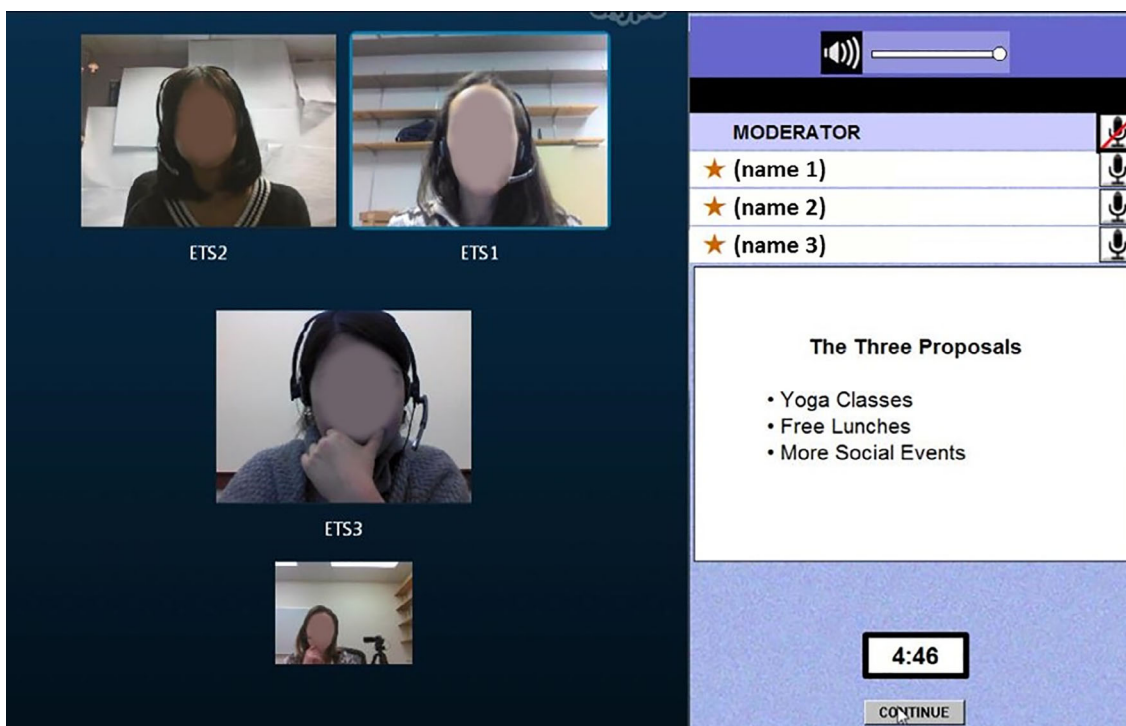 ETS2
ETS1
ETS3
MODERATOR
★ (name 1)
★ (name 2)
★ (name 3)
The Three Proposals
• Yoga Classes
• Free Lunches
• More Social Events
4:46
CONTINUE